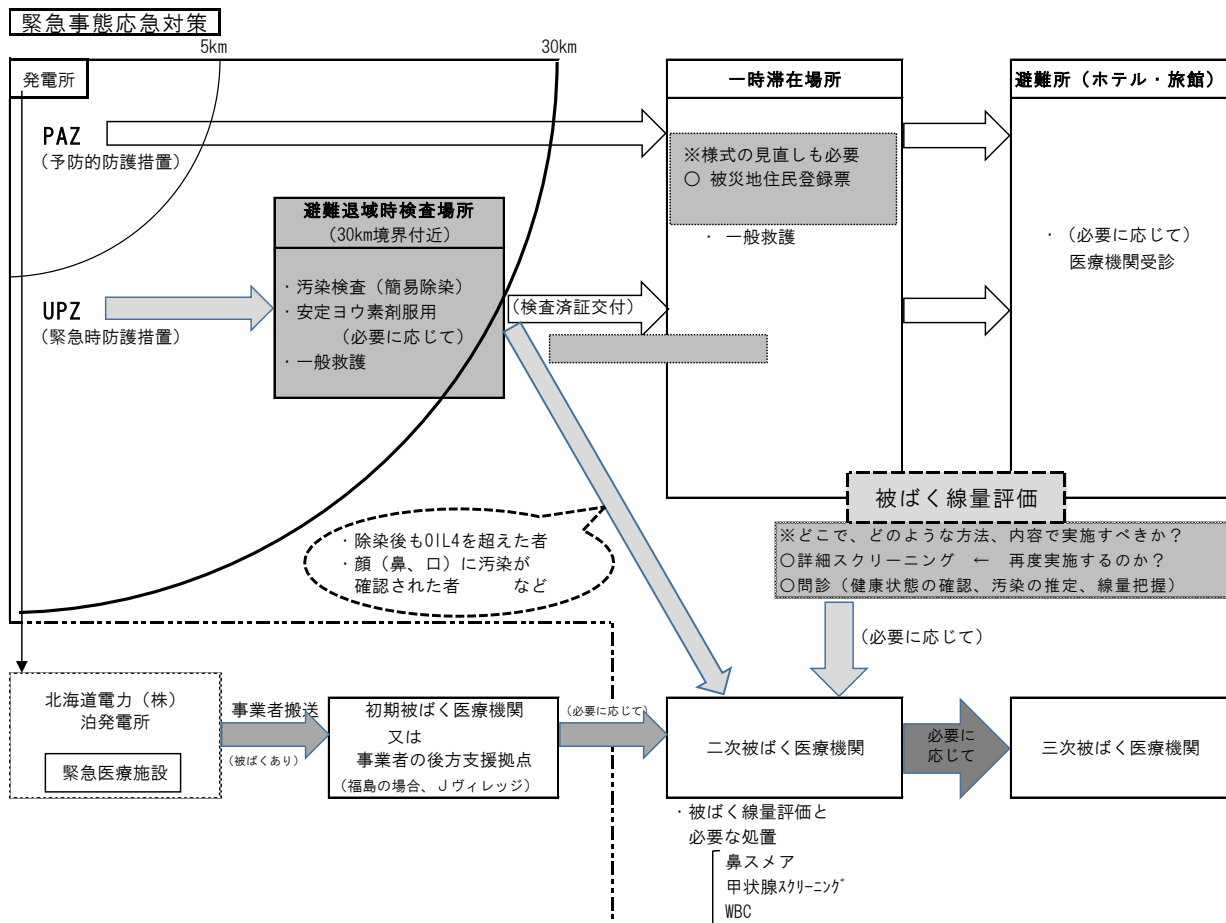 緊急事態応急対策
5km
30km
発電所
PAZ
(予防的防護措置)
UPZ
(緊急時防護措置)
避難退域時検査場所
(30km境界付近)
・汚染検査(簡易除染)
・安定ヨウ素剤服用
(必要に応じて)
・一般救護
(検査済証交付)
一時滞在場所
※様式の見直しも必要
○ 被災地住民登録票
・ 一般救護
避難所(ホテル・旅館)
・(必要に応じて)
医療機関受診
被ばく線量評価
※どこで、どのような方法、内容で実施すべきか?
○詳細スクリーニング ← 再度実施するのか?
○問診(健康状態の確認、汚染の推定、線量把握)
(必要に応じて)
・除染後もOIL4を超えた者
・顔(鼻、口)に汚染が
確認された者 など
北海道電力(株)
泊発電所
緊急医療施設
事業者搬送
(被ばくあり)
初期被ばく医療機関
又は
事業者の後方支援拠点
(福島の場合、Jヴィレッジ)
(必要に応じて)
二次被ばく医療機関
必要に
応じて
三次被ばく医療機関
・被ばく線量評価と
必要な処置
鼻スメア
甲状腺スクリーニング
WBC